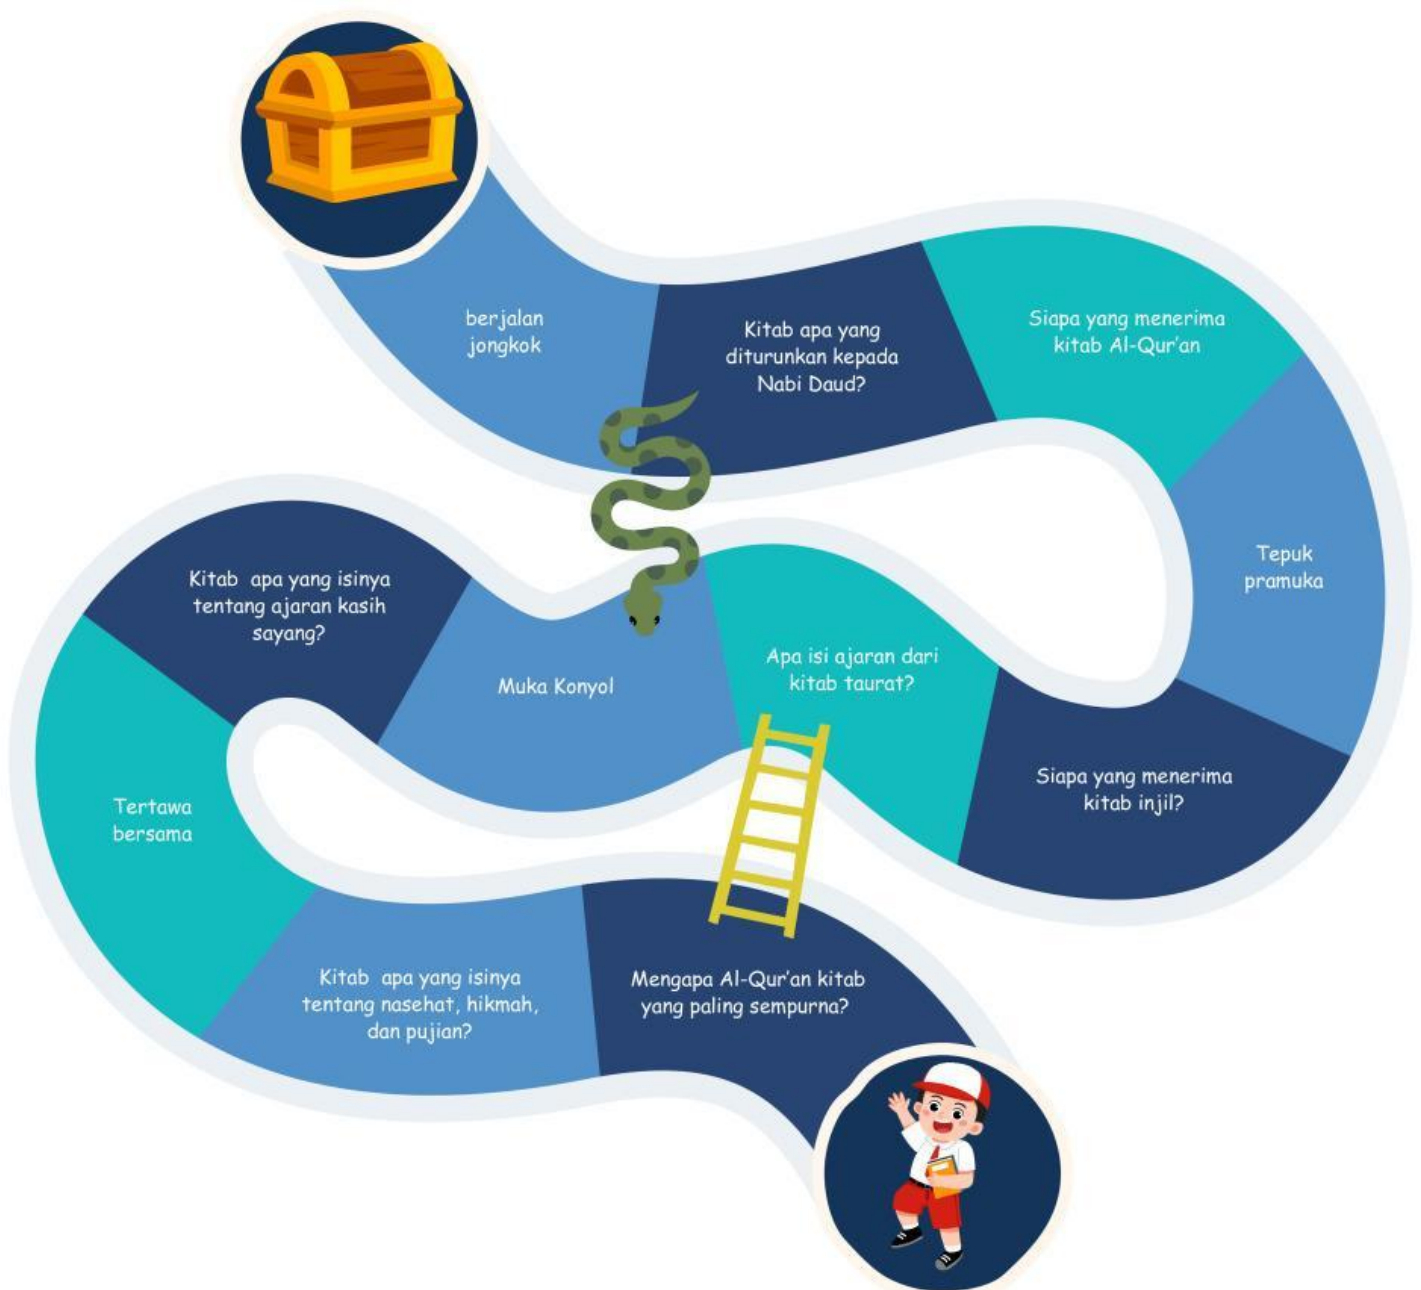 berjalan
jongkok
Kitab apa yang
diturunkan kepada
Nabi Daud?
Siapa yang menerima
kitab Al-Qur'an
Tepuk
pramuka
Siapa yang menerima
kitab injil?
Apa isi ajaran dari
kitab taurat?
Muka Konyol
Kitab apa yang isinya
tentang ajaran kasih
sayang?
Tertawa
bersama
Kitab apa yang isinya
tentang nasehat, hikmah,
dan pujian?
Mengapa Al-Qur'an kitab
yang paling sempurna?